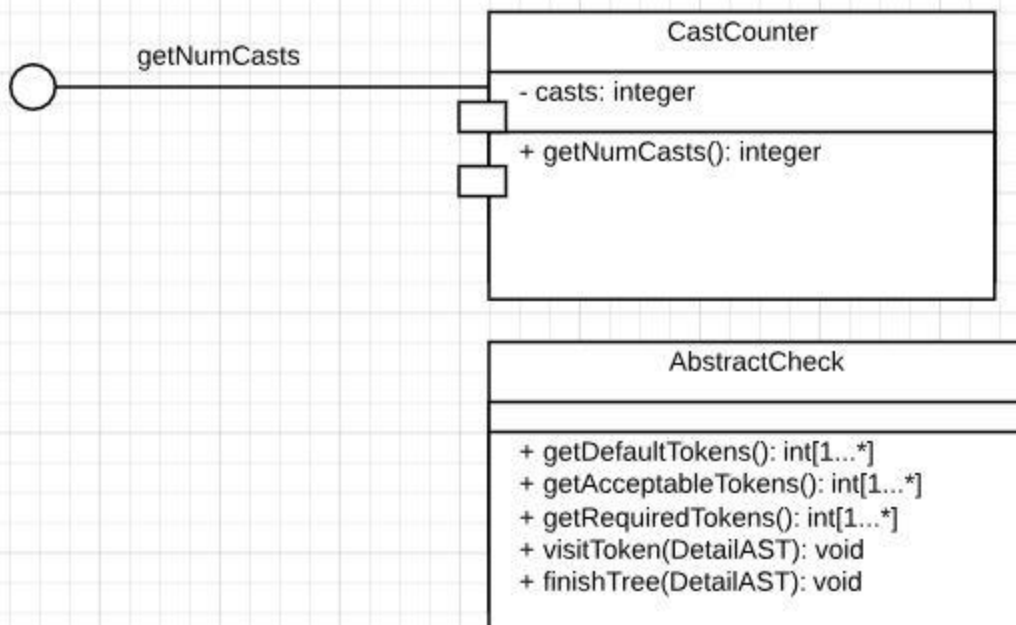 getNumCasts
CastCounter
- casts: integer
+ getNumCasts(): integer
AbstractCheck
+ getDefaultTokens(): int[1...*]
+ getAcceptableTokens(): int[1...*]
+ getRequiredTokens(): int[1...*]
+ visitToken(DetailAST): void
+ finishTree(DetailAST): void